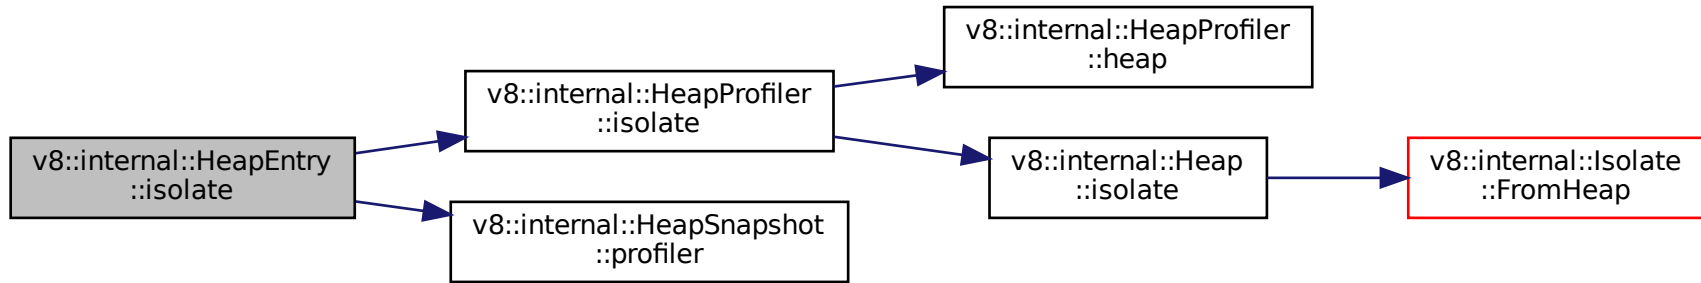 v8::internal::HeapEntry
::isolate
v8::internal::HeapProfiler
::isolate
v8::internal::HeapSnapshot
::profiler
v8::internal::HeapProfiler
::heap
v8::internal::Heap
::isolate
v8::internal::Isolate
::FromHeap